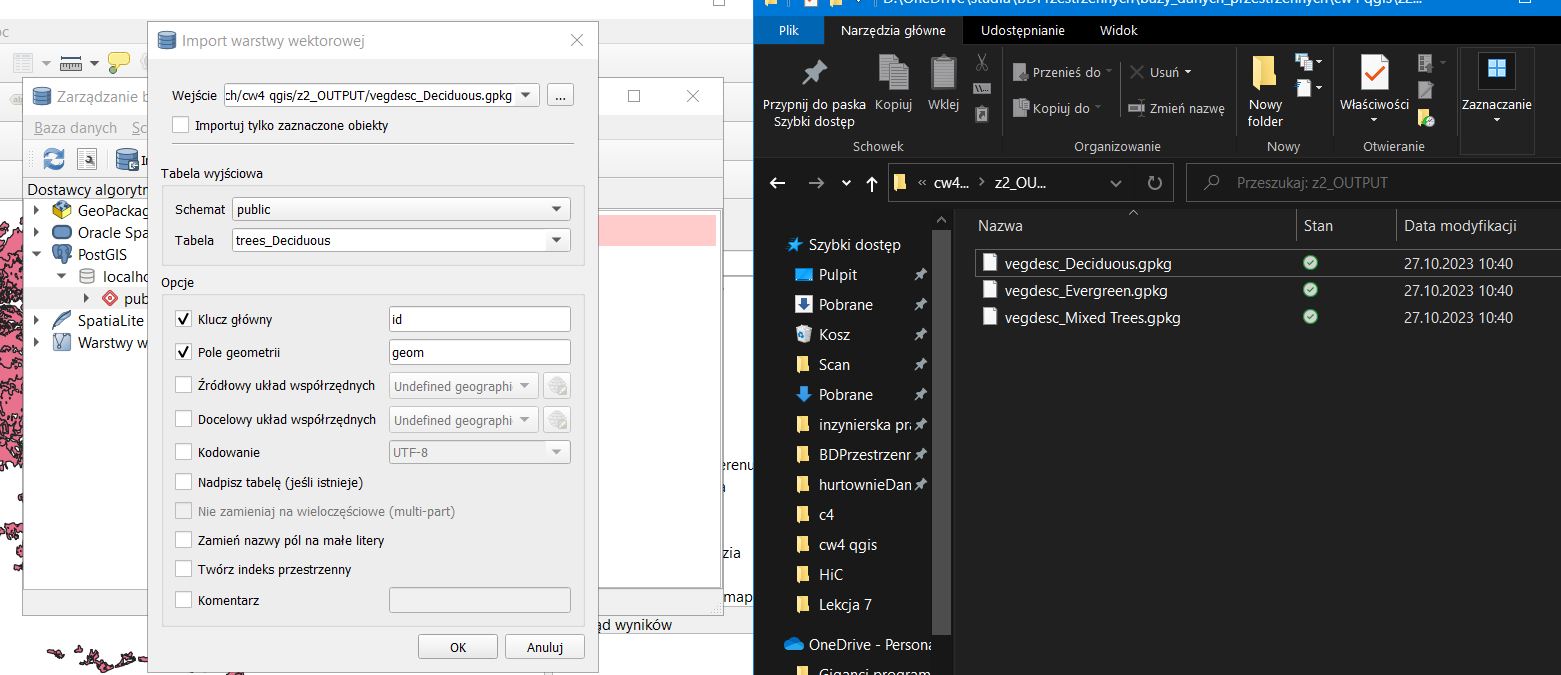 Import warstwy wektorowej
Wejście ch/cw4 qgis/z2_OUTPUT/vegdesc_Deciduous.gpkg ...
Importuj tylko zaznaczone obiekty
Tabela wyjściowa
Schemat public
Tabela trees_Deciduous
Opcje
Klucz główny id
Pole geometrii geom
Źródłowy układ współrzędnych Undefined geographi
Docelowy układ współrzędnych Undefined geographi
Kodowanie UTF-8
Nadpisz tabelę (jeśli istnieje)
Nie zamieniaj na wieloczęściowe (multi-part)
Zamień nazwy pól na małe litery
Twórz indeks przestrzenny
Komentarz
OK Anuluj
Zarządzanie b
Baza danych Sc
Dostawcy algorytm
GeoPackag
Oracle Spa
PostGIS
localho
pub
SpatiaLite
Warstwy w
erenu
zia
map
ąd wyników
D:\OneDrive\studia\BDPrzestrzennych\bazy_danych_przestrzennych\cw4 qgis\z2...
Plik Narzędzia główne Udostępnianie Widok
Przypnij do paska
Szybki dostęp
Kopiuj
Wklej
Schowek
Przenieś do
Kopiuj do
Usuń
Zmień nazwę
Organizowanie
Nowy
folder
Nowy
Właściwości
Otwieranie
Zaznaczanie
« cw4... z2_OU... Przeszukaj: z2_OUTPUT
Szybki dostęp
Pulpit
Pobrane
Kosz
Scan
Pobrane
inzynierska pra
BDPrzestrzenr
hurtownieDan
c4
cw4 qgis
HiC
Lekcja 7
OneDrive - Persona
Giganci program
Nazwa Stan Data modyfikacji
vegdesc_Deciduous.gpkg 27.10.2023 10:40
vegdesc_Evergreen.gpkg 27.10.2023 10:40
vegdesc_Mixed Trees.gpkg 27.10.2023 10:40